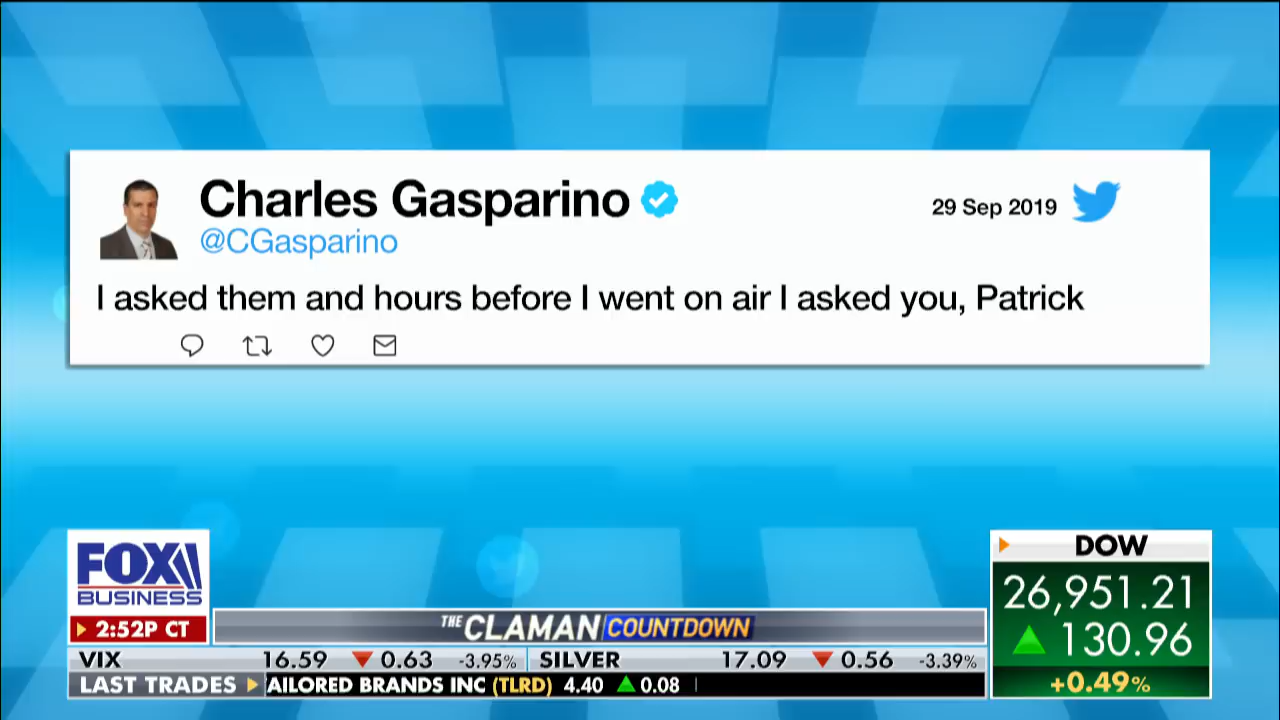 Charles Gasparino
29 Sep 2019
@CGasparino
I asked them and hours before I went on air I asked you, Patrick
FOX
BUSINESS
2:52P CT
THE CLAMAN COUNTDOWN
DOW
26,951.21
130.96
+0.49%
VIX 16.59 0.63 -3.95% SILVER 17.09 0.56 -3.39%
LAST TRADES AILORED BRANDS INC (TLRD) 4.40 0.08